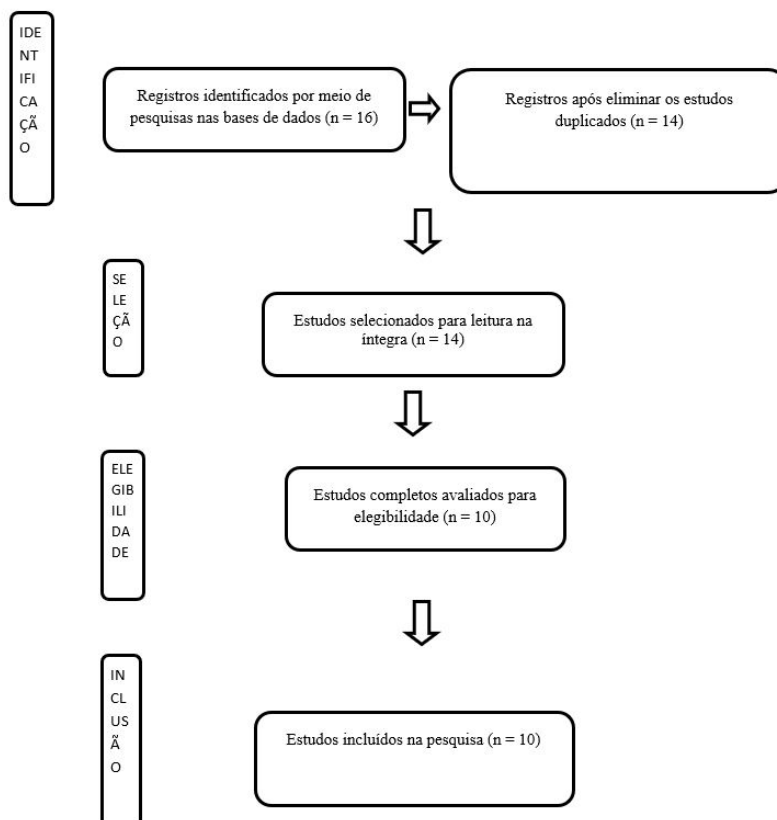 IDE
NT
IFI
CA
ÇÃ
O
Registros identificados por meio de
pesquisas nas bases de dados (n = 16)
Registros após eliminar os estudos
duplicados (n = 14)
SE
LE
ÇÃ
O
Estudos selecionados para leitura na
íntegra (n = 14)
ELE
GIB
ILI
DA
DE
Estudos completos avaliados para
elegibilidade (n = 10)
IN
CL
US
Ã
O
Estudos incluídos na pesquisa (n = 10)